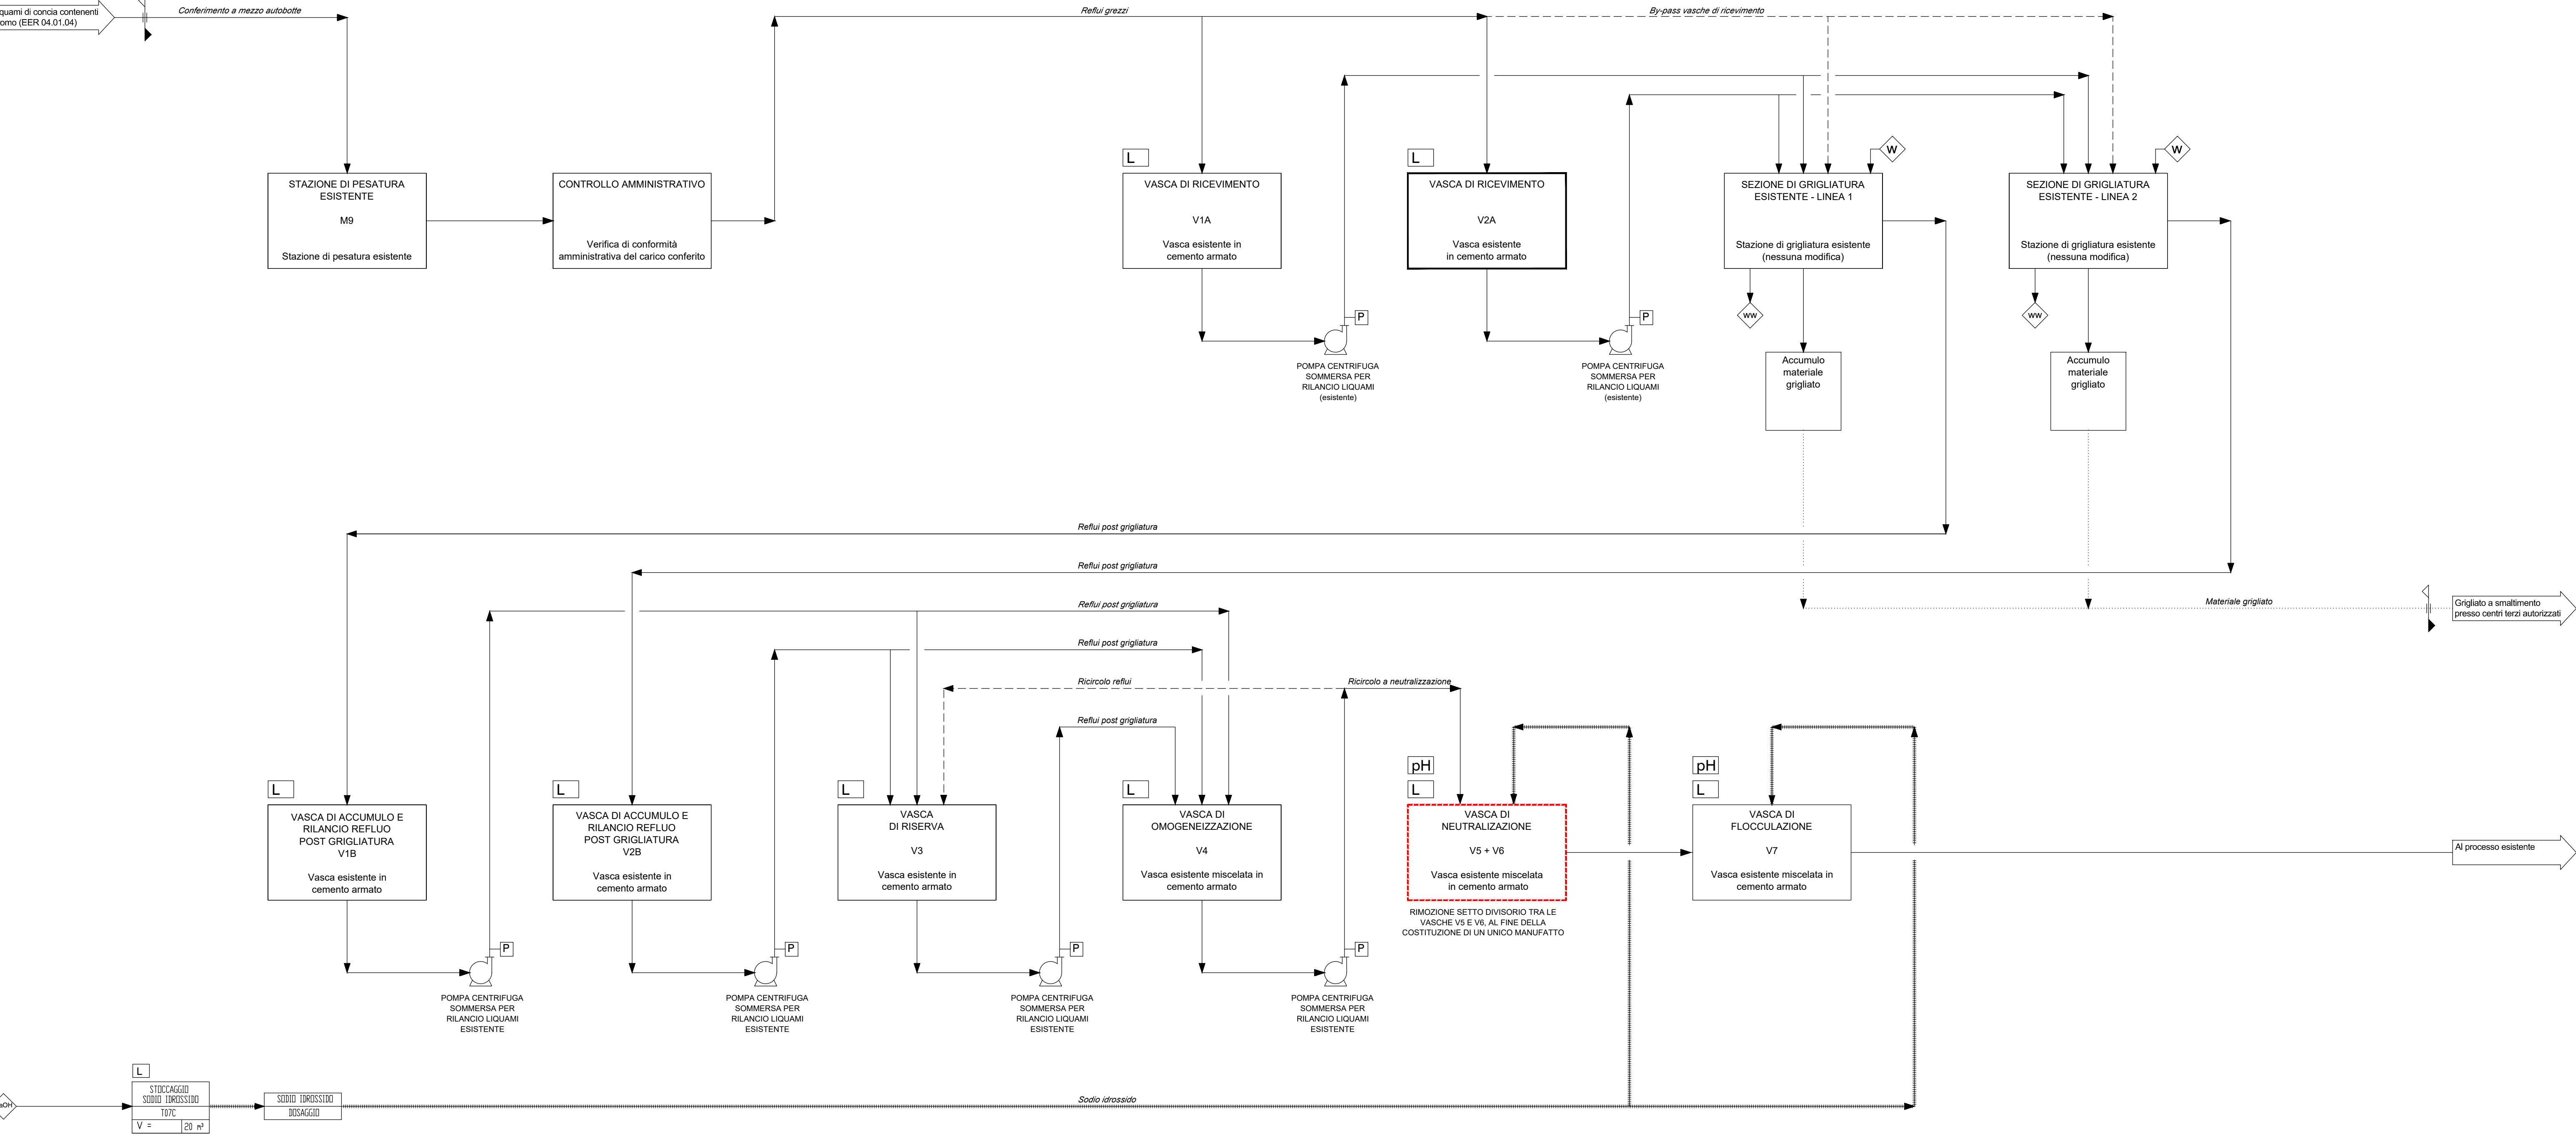 quami di concia contenenti
omo (EER 04.01.04)
Conferimento a mezzo autobotte
Reflui grezzi
By-pass vasche di ricevimento
STAZIONE DI PESATURA
ESISTENTE
M9
Stazione di pesatura esistente
CONTROLLO AMMINISTRATIVO
Verifica di conformità
amministrativa del carico conferito
L
VASCA DI RICEVIMENTO
V1A
Vasca esistente in
cemento armato
L
VASCA DI RICEVIMENTO
V2A
Vasca esistente
in cemento armato
W
SEZIONE DI GRIGLIATURA
ESISTENTE - LINEA 1
Stazione di grigliatura esistente
(nessuna modifica)
W
SEZIONE DI GRIGLIATURA
ESISTENTE - LINEA 2
Stazione di grigliatura esistente
(nessuna modifica)
P
POMPA CENTRIFUGA
SOMMERSA PER
RILANCIO LIQUAMI
(esistente)
P
POMPA CENTRIFUGA
SOMMERSA PER
RILANCIO LIQUAMI
(esistente)
WW
Accumulo
materiale
grigliato
WW
Accumulo
materiale
grigliato
Reflui post grigliatura
Reflui post grigliatura
Reflui post grigliatura
Materiale grigliato
Grigliato a smaltimento
presso centri terzi autorizzati
Reflui post grigliatura
Ricircolo reflui
Ricircolo a neutralizzazione
Reflui post grigliatura
L
VASCA DI ACCUMULO E
RILANCIO REFLUO
POST GRIGLIATURA
V1B
Vasca esistente in
cemento armato
L
VASCA DI ACCUMULO E
RILANCIO REFLUO
POST GRIGLIATURA
V2B
Vasca esistente in
cemento armato
L
VASCA
DI RISERVA
V3
Vasca esistente in
cemento armato
L
VASCA DI
OMOGENEIZZAZIONE
V4
Vasca esistente miscelata in
cemento armato
pH
L
VASCA DI
NEUTRALIZAZIONE
V5 + V6
Vasca esistente miscelata
in cemento armato
RIMOZIONE SETTO DIVISORIO TRA LE
VASCHE V5 E V6, AL FINE DELLA
COSTITUZIONE DI UN UNICO MANUFATTO
pH
L
VASCA DI
FLOCCULAZIONE
V7
Vasca esistente miscelata in
cemento armato
Al processo esistente
P
POMPA CENTRIFUGA
SOMMERSA PER
RILANCIO LIQUAMI
ESISTENTE
P
POMPA CENTRIFUGA
SOMMERSA PER
RILANCIO LIQUAMI
ESISTENTE
P
POMPA CENTRIFUGA
SOMMERSA PER
RILANCIO LIQUAMI
ESISTENTE
P
POMPA CENTRIFUGA
SOMMERSA PER
RILANCIO LIQUAMI
ESISTENTE
aOH
L
STOCCAGGIO
SODIO IDROSSIDO
T07C
V = 20 m³
SODIO IDROSSIDO
DOSAGGIO
Sodio idrossido